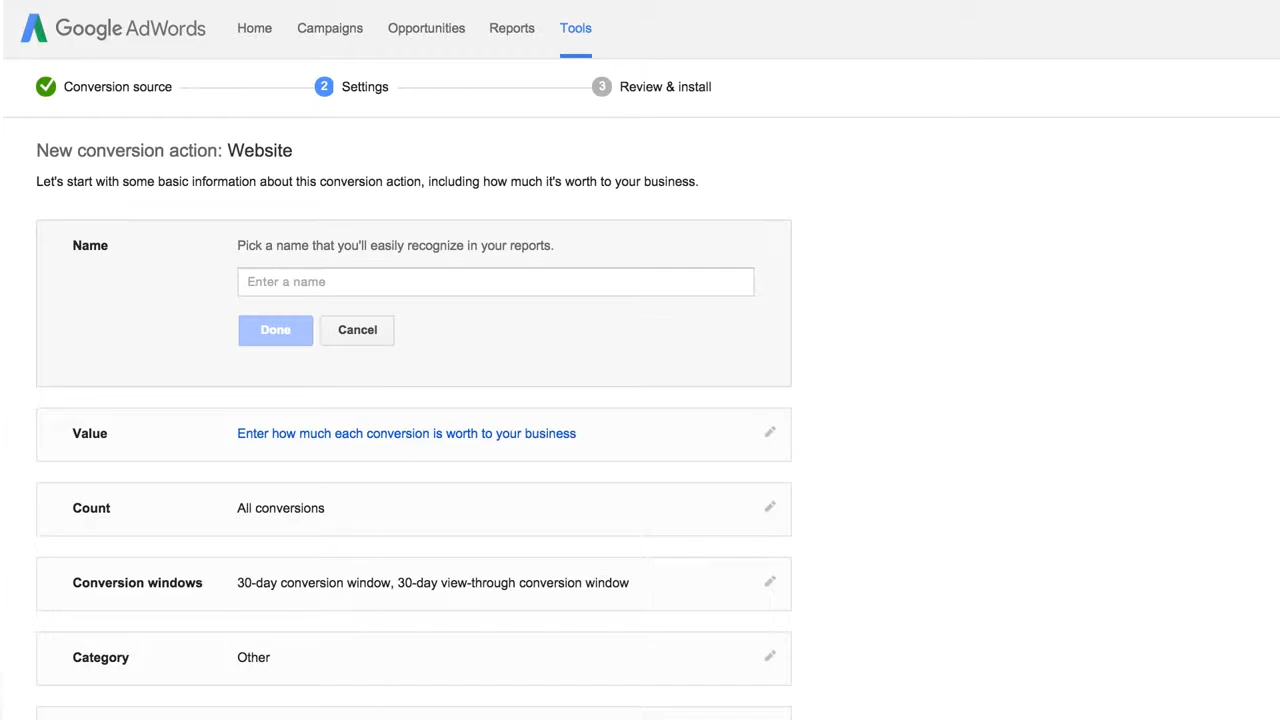 Google AdWords Home Campaigns Opportunities Reports Tools
Conversion source 2 Settings 3 Review & install
New conversion action: Website
Let's start with some basic information about this conversion action, including how much it's worth to your business.
Name Pick a name that you'll easily recognize in your reports.
Enter a name
Done Cancel
Value Enter how much each conversion is worth to your business
Count All conversions
Conversion windows 30-day conversion window, 30-day view-through conversion window
Category Other